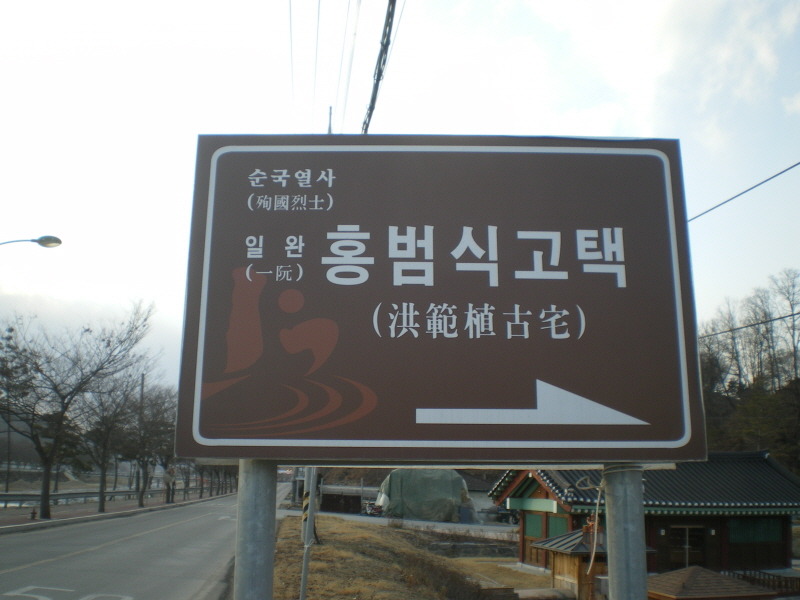 순국열사
(殉國烈士)
일 완 홍범식고택
(一阮)
(洪範植古宅)